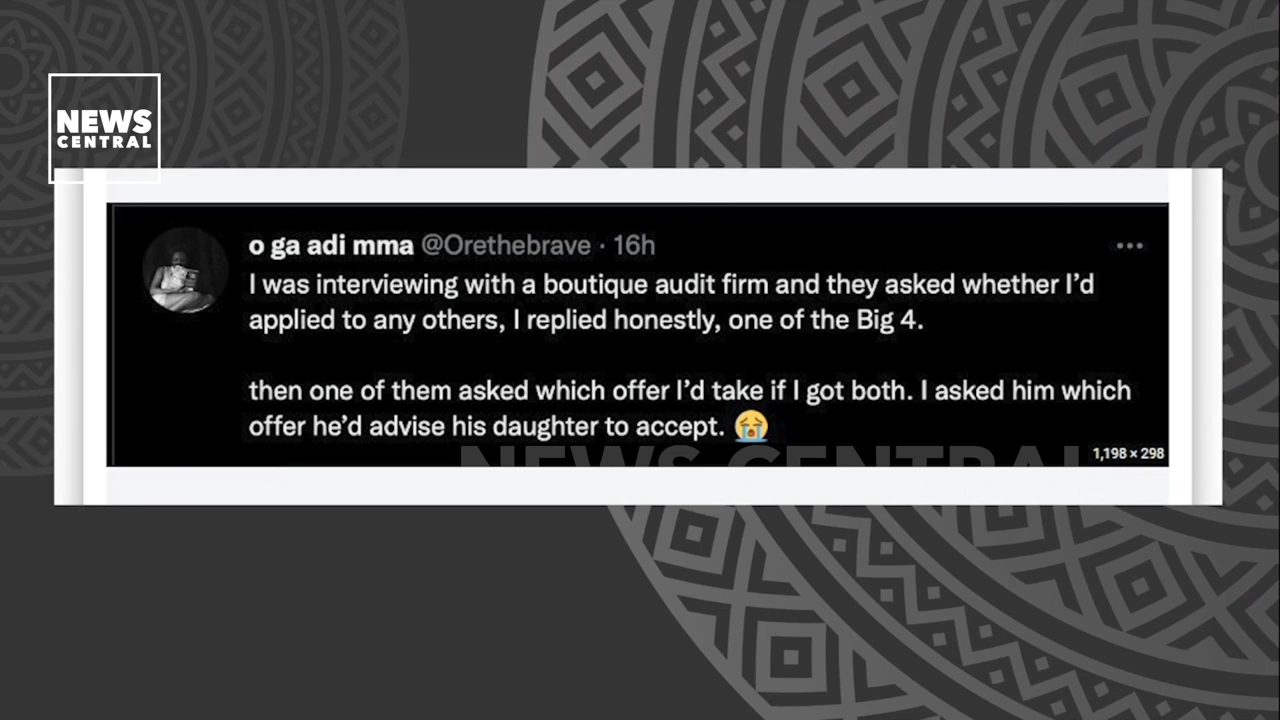 NEWS
CENTRAL
o ga adi mma @Orethebrave · 16h
I was interviewing with a boutique audit firm and they asked whether I’d
applied to any others, I replied honestly, one of the Big 4.
then one of them asked which offer I’d take if I got both. I asked him which
offer he’d advise his daughter to accept. 😭
NEWS CENTRAL
1,198 × 298